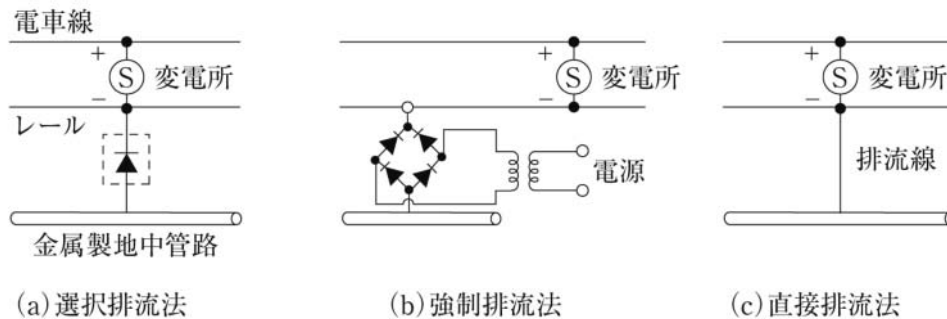 電車線
+
S 変電所
−
レール
金属製地中管路
(a)選択排流法
+
S 変電所
−
電源
(b)強制排流法
+
S 変電所
−
排流線
(c)直接排流法